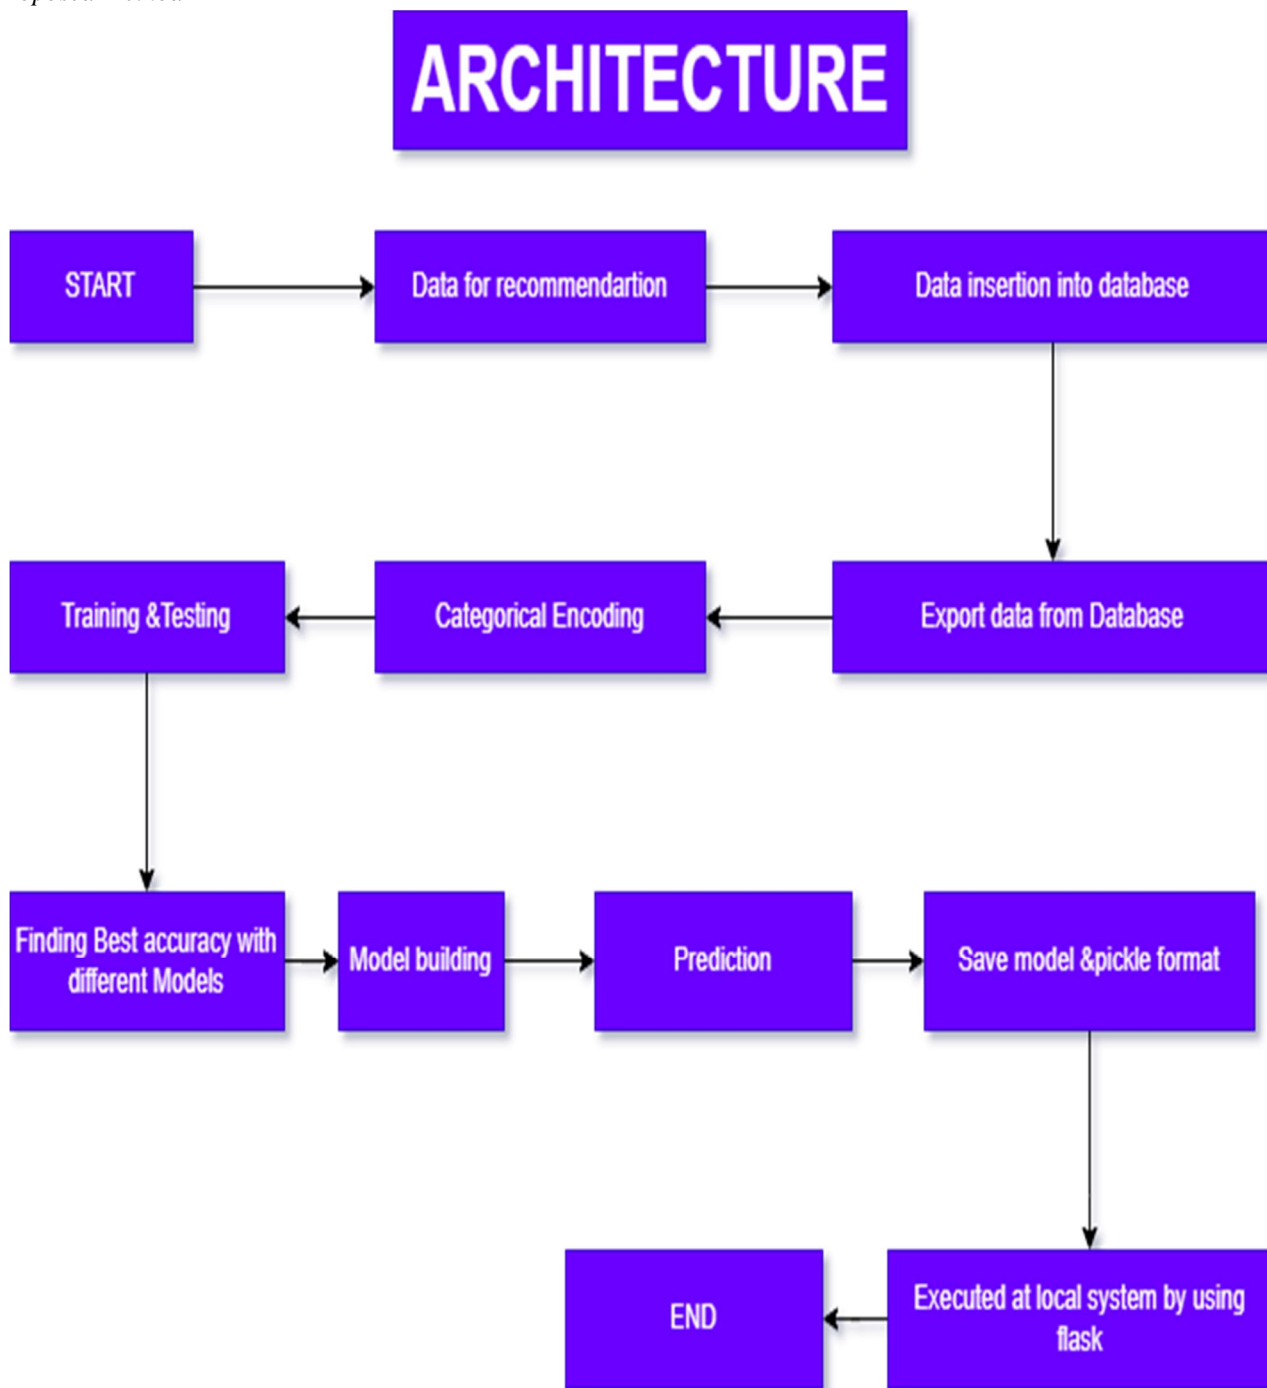 ARCHITECTURE
START
Data for recommendartion
Data insertion into database
Training &Testing
Categorical Encoding
Export data from Database
Finding Best accuracy with
different Models
Model building
Prediction
Save model &pickle format
END
Executed at local system by using
flask